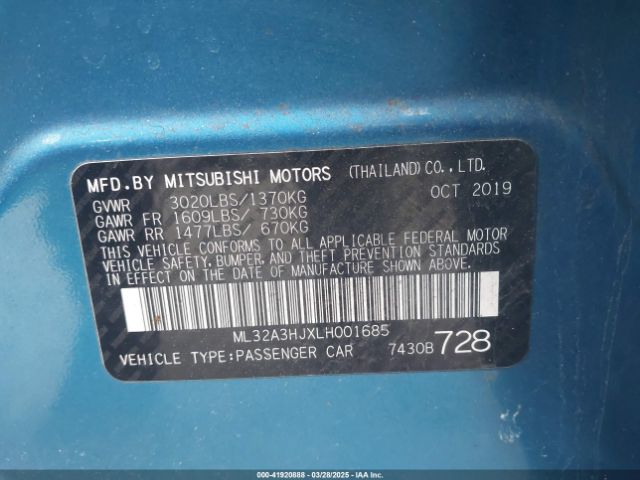 MFD.BY MITSUBISHI MOTORS (THAILAND)CO.,LTD.
GVWR 3020LBS/1370KG OCT 2019
GAWR FR 1609LBS/ 730KG
GAWR RR 1477LBS/ 670KG
THIS VEHICLE CONFORMS TO ALL APPLICABLE FEDERAL MOTOR
VEHICLE SAFETY, BUMPER, AND THEFT PREVENTION STANDARDS
IN EFFECT ON THE DATE OF MANUFACTURE SHOWN ABOVE.
ML32A3HJXLH001685
VEHICLE TYPE:PASSENGER CAR 7430B 728
000-41920888 - 03/28/2025 - IAAI.COM